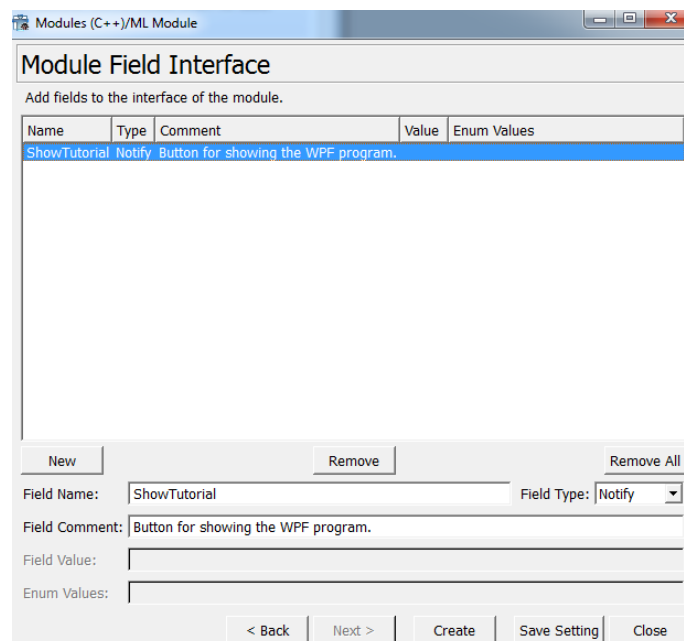 Modules (C++)/ML Module
Module Field Interface
Add fields to the interface of the module.
Name Type Comment Value Enum Values
ShowTutorial Notify Button for showing the WPF program.
New Remove Remove All
Field Name: ShowTutorial Field Type: Notify
Field Comment: Button for showing the WPF program.
Field Value:
Enum Values:
< Back Next > Create Save Setting Close